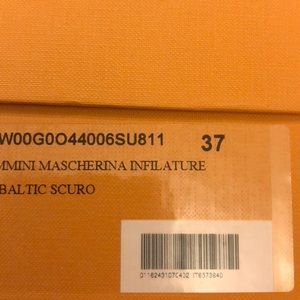 W00G0O44006SU811 37
MMINI MASCHERINA INFILATURE
BALTIC SCURO